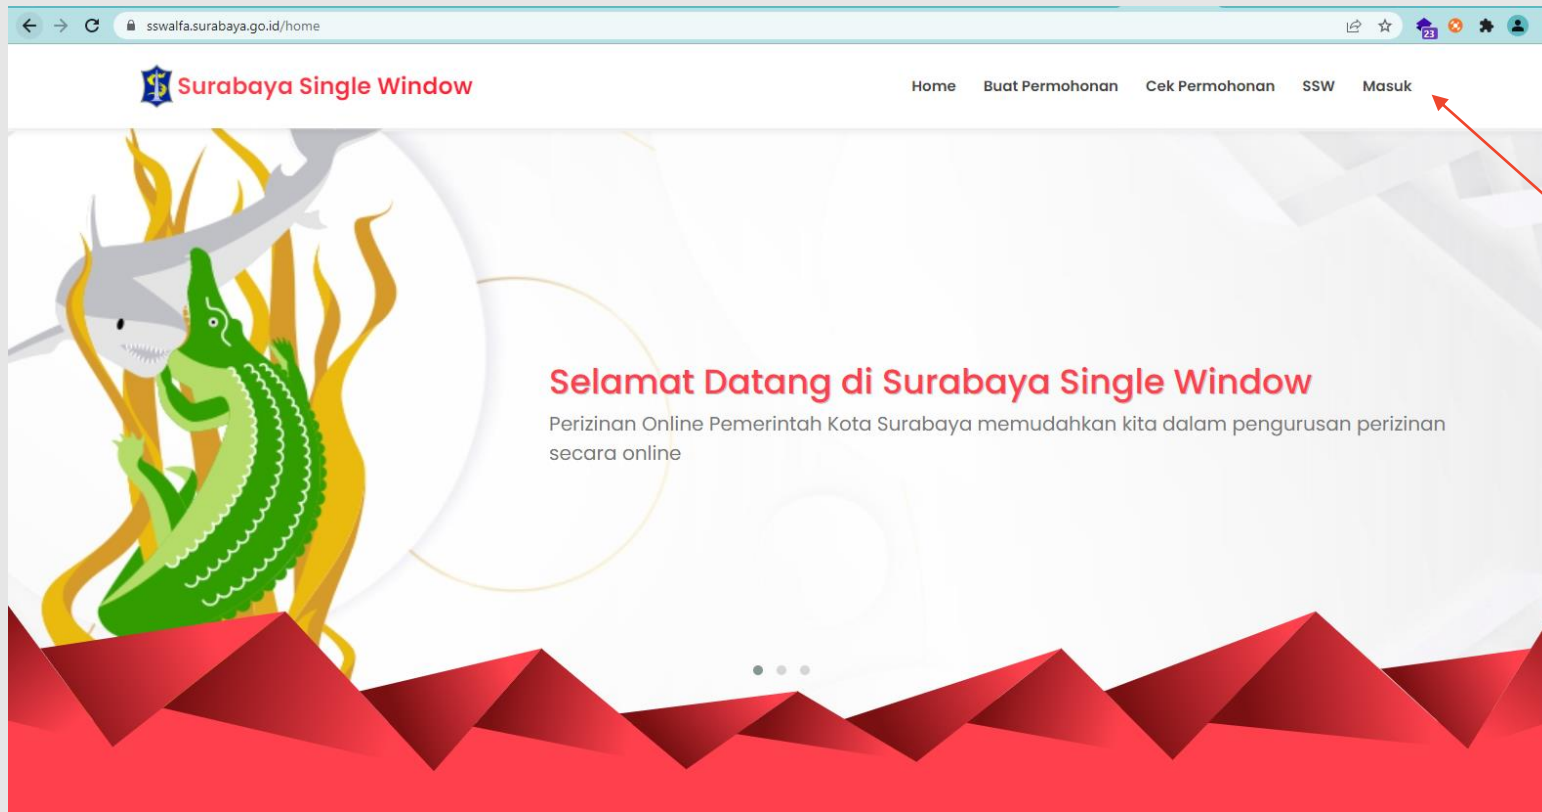 sswalfa.surabaya.go.id/home
23
Surabaya Single Window
Home Buat Permohonan Cek Permohonan SSW Masuk
Selamat Datang di Surabaya Single Window
Perizinan Online Pemerintah Kota Surabaya memudahkan kita dalam pengurusan perizinan
secara online